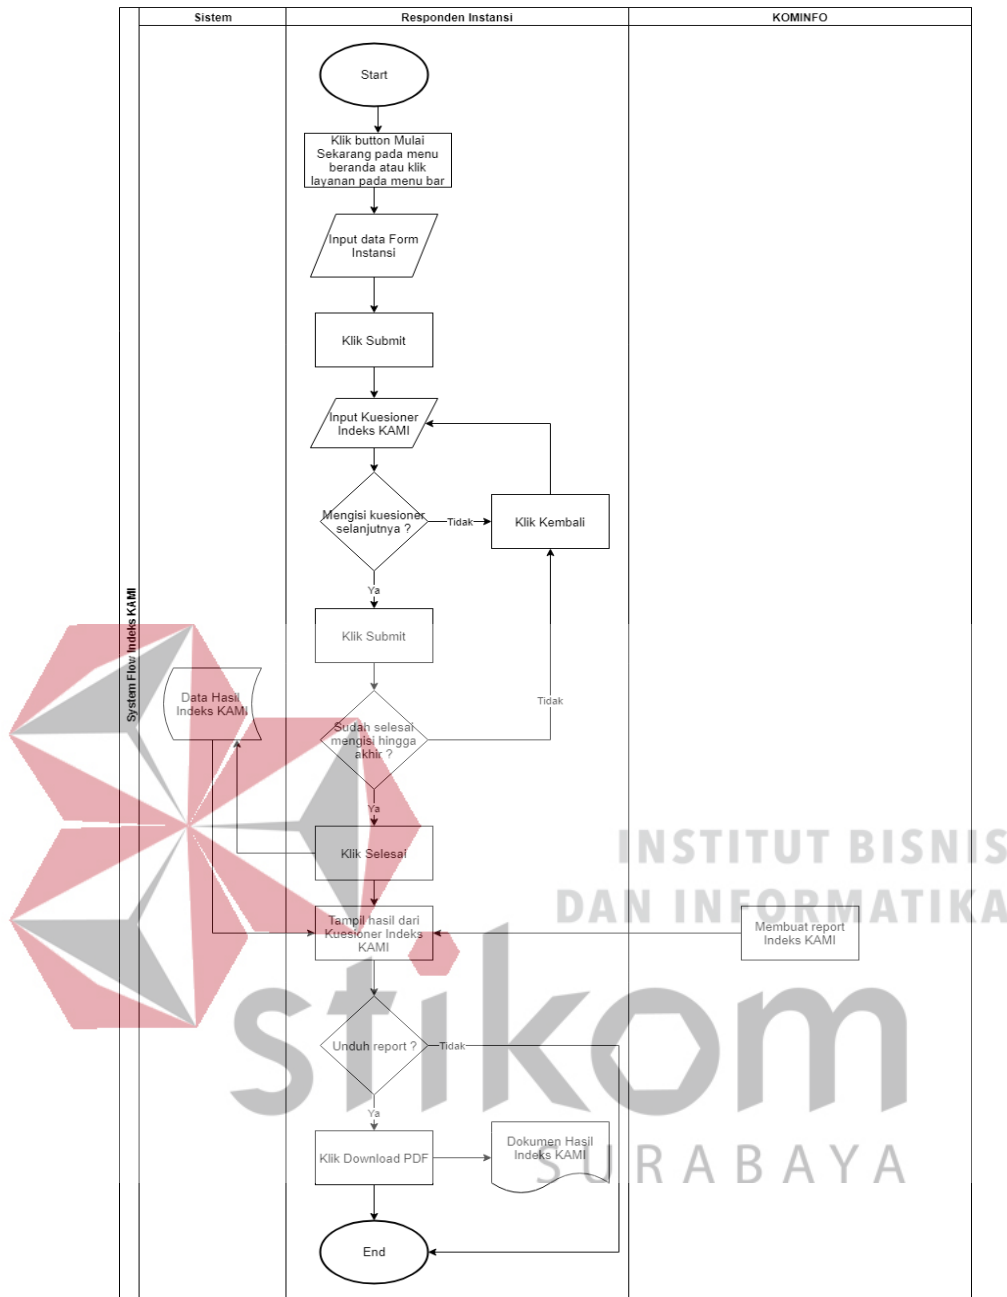 Sistem
Responden Instansi
KOMINFO
System Flow Indeks KAMI
Start
Klik button Mulai
Sekarang pada menu
beranda atau klik
layanan pada menu bar
Input data Form
Instansi
Klik Submit
Input Kuesioner
Indeks KAMI
Mengisi kuesioner
selanjutnya ?
Tidak
Klik Kembali
Ya
Klik Submit
Data Hasil
Indeks KAMI
Sudah selesai
mengisi hingga
akhir ?
Tidak
Ya
Klik Selesai
Tampil hasil dari
Kuesioner Indeks
KAMI
Membuat report
Indeks KAMI
Unduh report ?
Tidak
Ya
Klik Download PDF
Dokumen Hasil
Indeks KAMI
End
INSTITUT BISNIS
DAN INFORMATIKA
stikom
SURABAYA